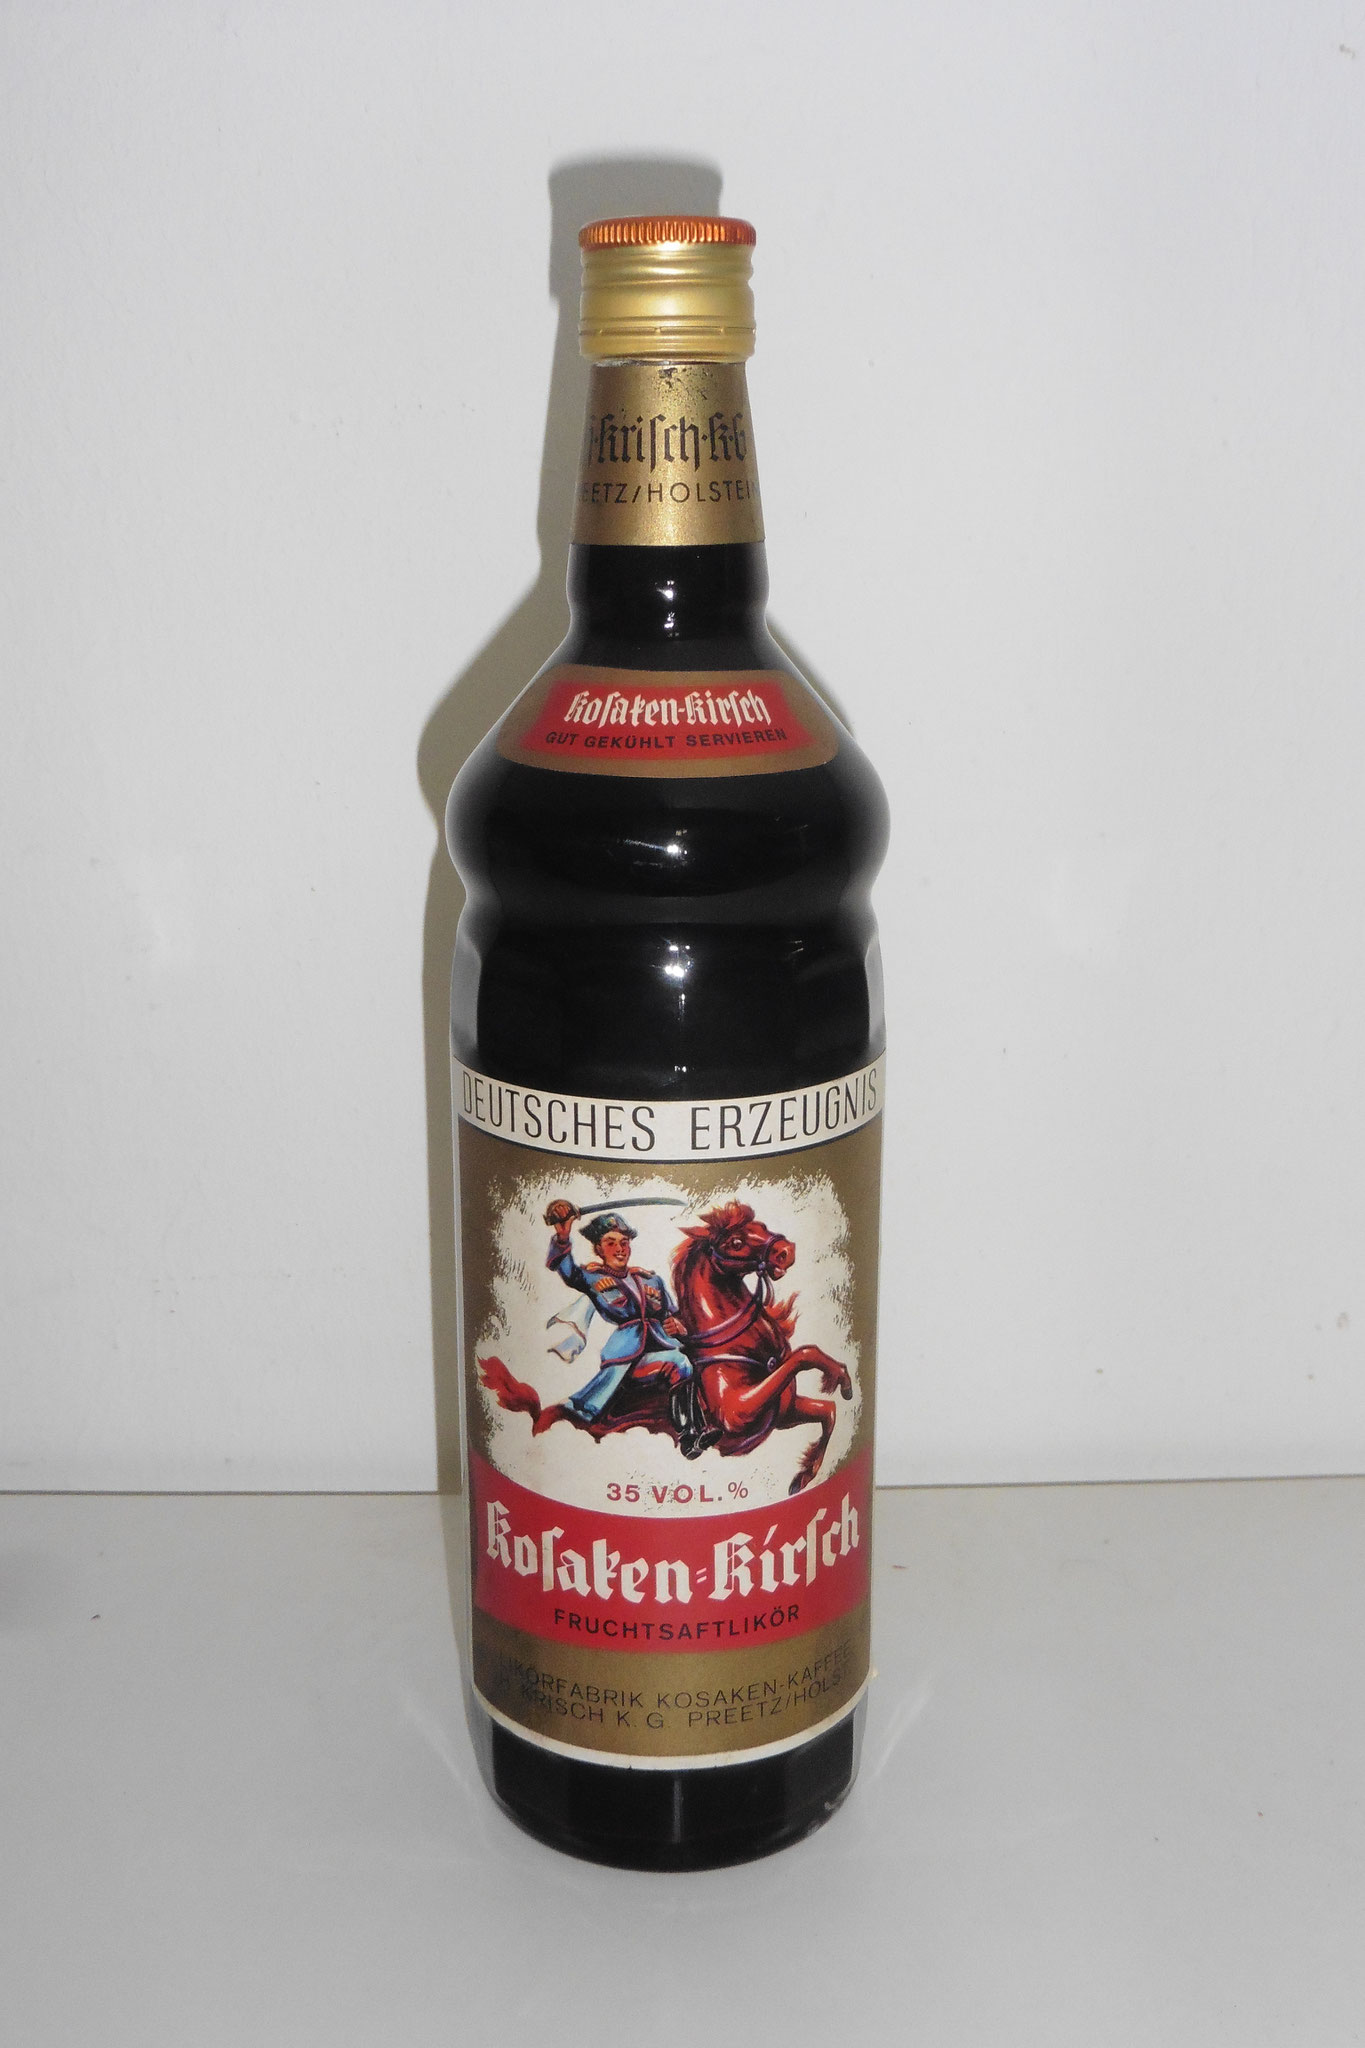 Krisch·K·G
PREETZ/HOLSTEIN
Kosaken-Kirsch
GUT GEKÜHLT SERVIEREN
DEUTSCHES ERZEUGNIS
35 VOL.%
Kosaken=Kirsch
FRUCHTSAFTLIKÖR
LIKÖRFABRIK KOSAKEN-KAFFEE
KRISCH K. G. PREETZ/HOLST